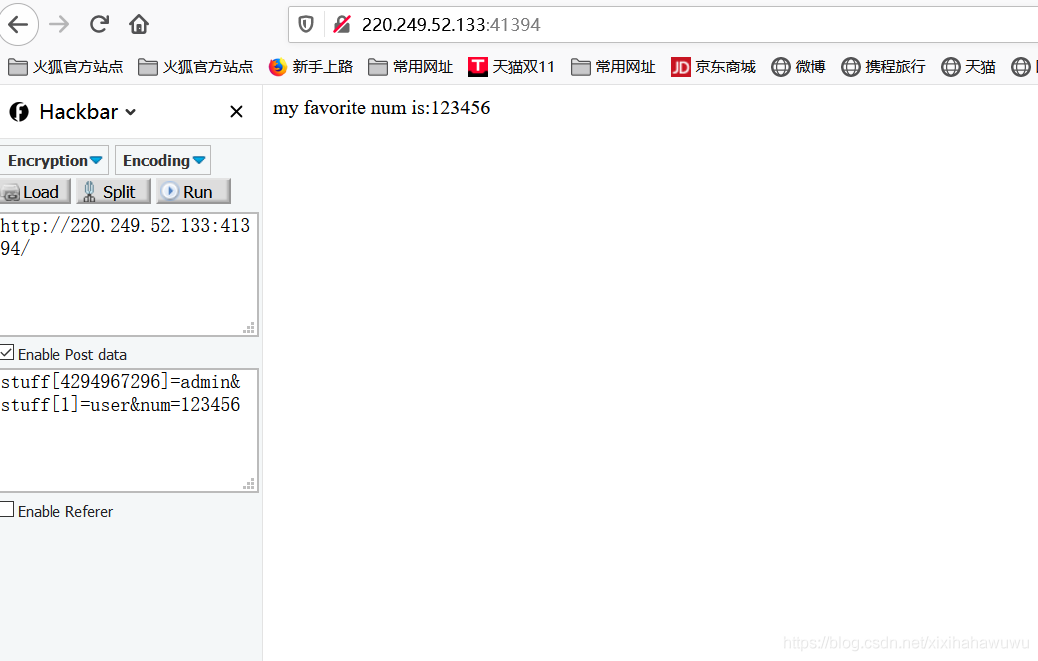 220.249.52.133:41394
火狐官方站点 火狐官方站点 新手上路 常用网址 T 天猫双11 常用网址 JD 京东商城 微博 携程旅行 天猫
Hackbar
my favorite num is:123456
Encryption Encoding
Load Split Run
http://220.249.52.133:413
94/
Enable Post data
stuff[4294967296]=admin&
stuff[1]=user&num=123456
Enable Referer
https://blog.csdn.net/xixihahawuwu